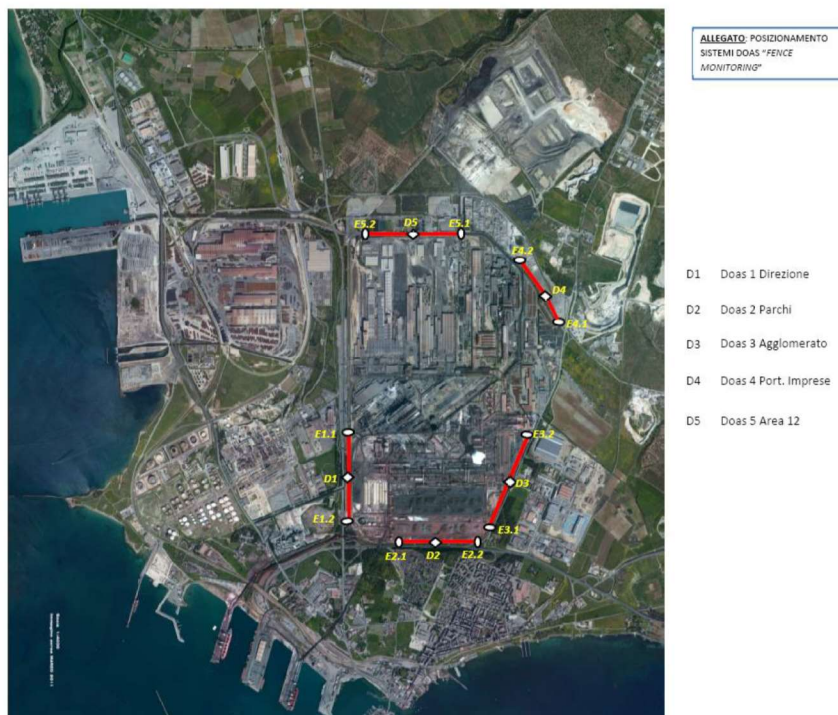 ALLEGATO: POSIZIONAMENTO
SISTEMI DOAS "FENCE
MONITORING"
E5.2
D5
E5.1
E4.2
D4
E4.1
D1 Doas 1 Direzione
D2 Doas 2 Parchi
D3 Doas 3 Agglomerato
D4 Doas 4 Port. Imprese
D5 Doas 5 Area 12
E1.1
E3.2
D1
D3
E1.2
E3.1
E2.1
D2
E2.2